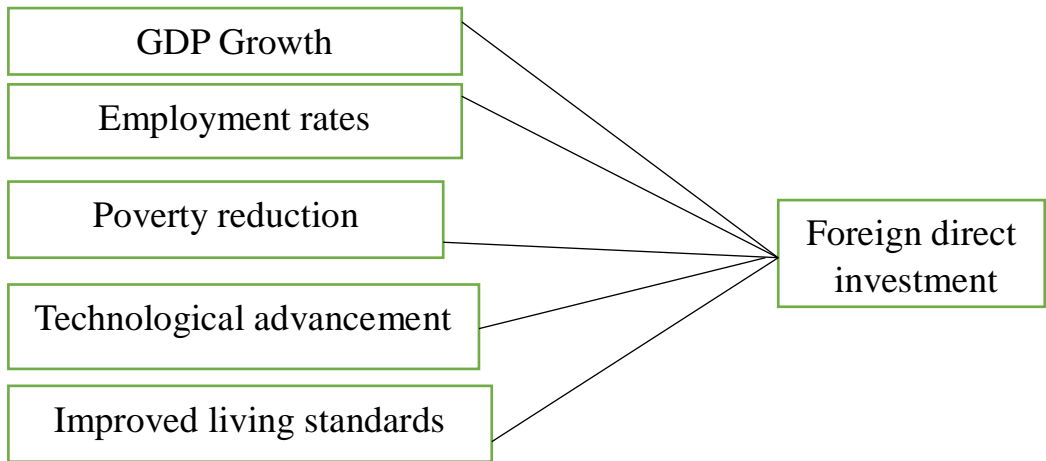 GDP Growth
Employment rates
Poverty reduction
Technological advancement
Improved living standards
Foreign direct
investment